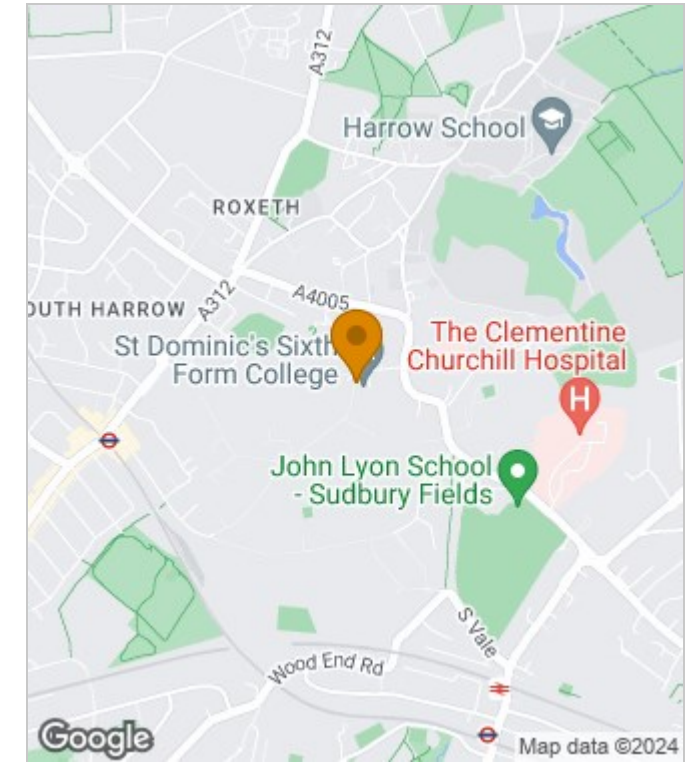 A312
Harrow School
ROXETH
OUTH HARROW
A312
A4005
St Dominic's Sixth
Form College
The Clementine
Churchill Hospital
H
John Lyon School
- Sudbury Fields
S Vale
Wood End Rd
Google
Map data ©2024